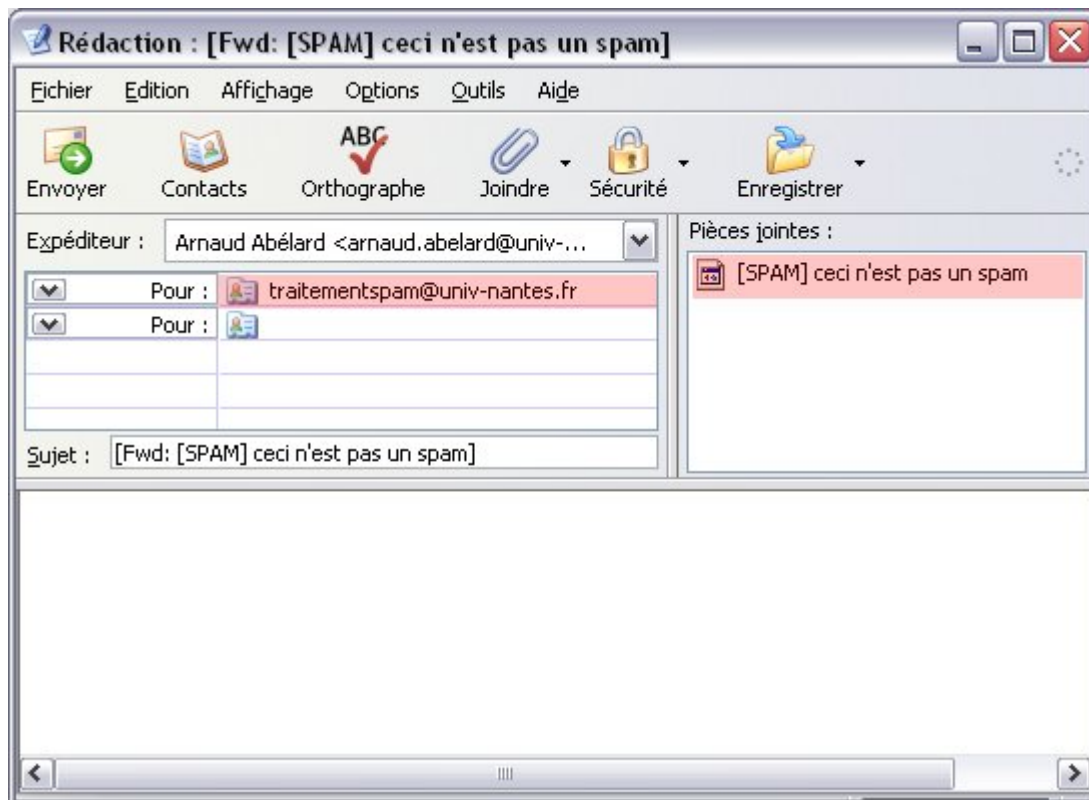 Rédaction : [Fwd: [SPAM] ceci n'est pas un spam]
Fichier Edition Affichage Options Outils Aide
ABC
Envoyer Contacts Orthographe Joindre Sécurité Enregistrer
Expéditeur : Arnaud Abélard <arnaud.abelard@univ-...
Pour : traitementspam@univ-nantes.fr
Pour :
Sujet : [Fwd: [SPAM] ceci n'est pas un spam]
Pièces jointes :
[SPAM] ceci n'est pas un spam